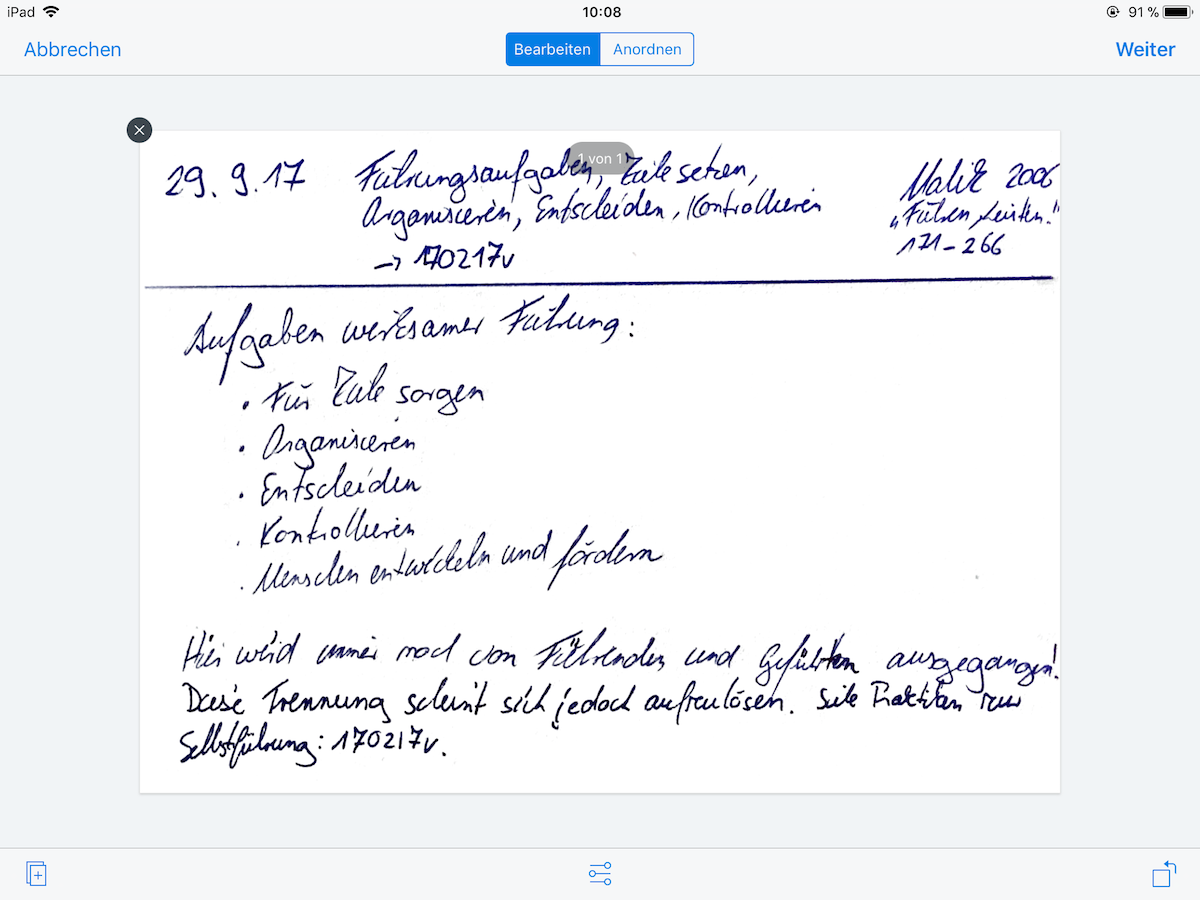 iPad 10:08 91 %
Abbrechen Bearbeiten Anordnen Weiter
1 von 1
29.9.17 Führungsaufgaben, Ziele setzen, Malik 2006
Organisieren, Entscheiden, Kontrollieren „Führen, Leisten."
→ 170217v 171-266
Aufgaben wirksamer Führung:
• Für Ziele sorgen
• Organisieren
• Entscheiden
• Kontrollieren
• Menschen entwickeln und fördern
Hier wird immer noch von Führenden und Geführten ausgegangen!
Diese Trennung scheint sich jedoch aufzulösen. Siehe Praktiken zur
Selbstführung: 170217v.